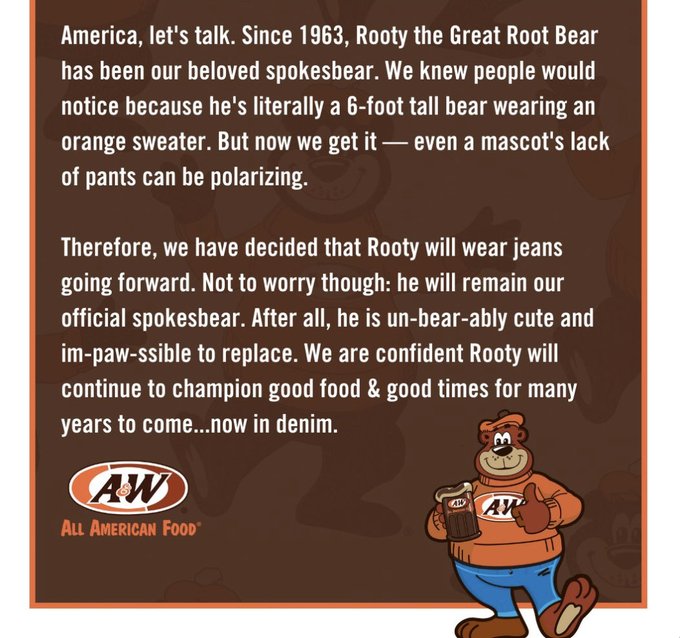 America, let's talk. Since 1963, Rooty the Great Root Bear
has been our beloved spokesbear. We knew people would
notice because he's literally a 6-foot tall bear wearing an
orange sweater. But now we get it — even a mascot's lack
of pants can be polarizing.
Therefore, we have decided that Rooty will wear jeans
going forward. Not to worry though: he will remain our
official spokesbear. After all, he is un-bear-ably cute and
im-paw-ssible to replace. We are confident Rooty will
continue to champion good food & good times for many
years to come...now in denim.
A&W
ALL AMERICAN FOOD®
A&W
A&W